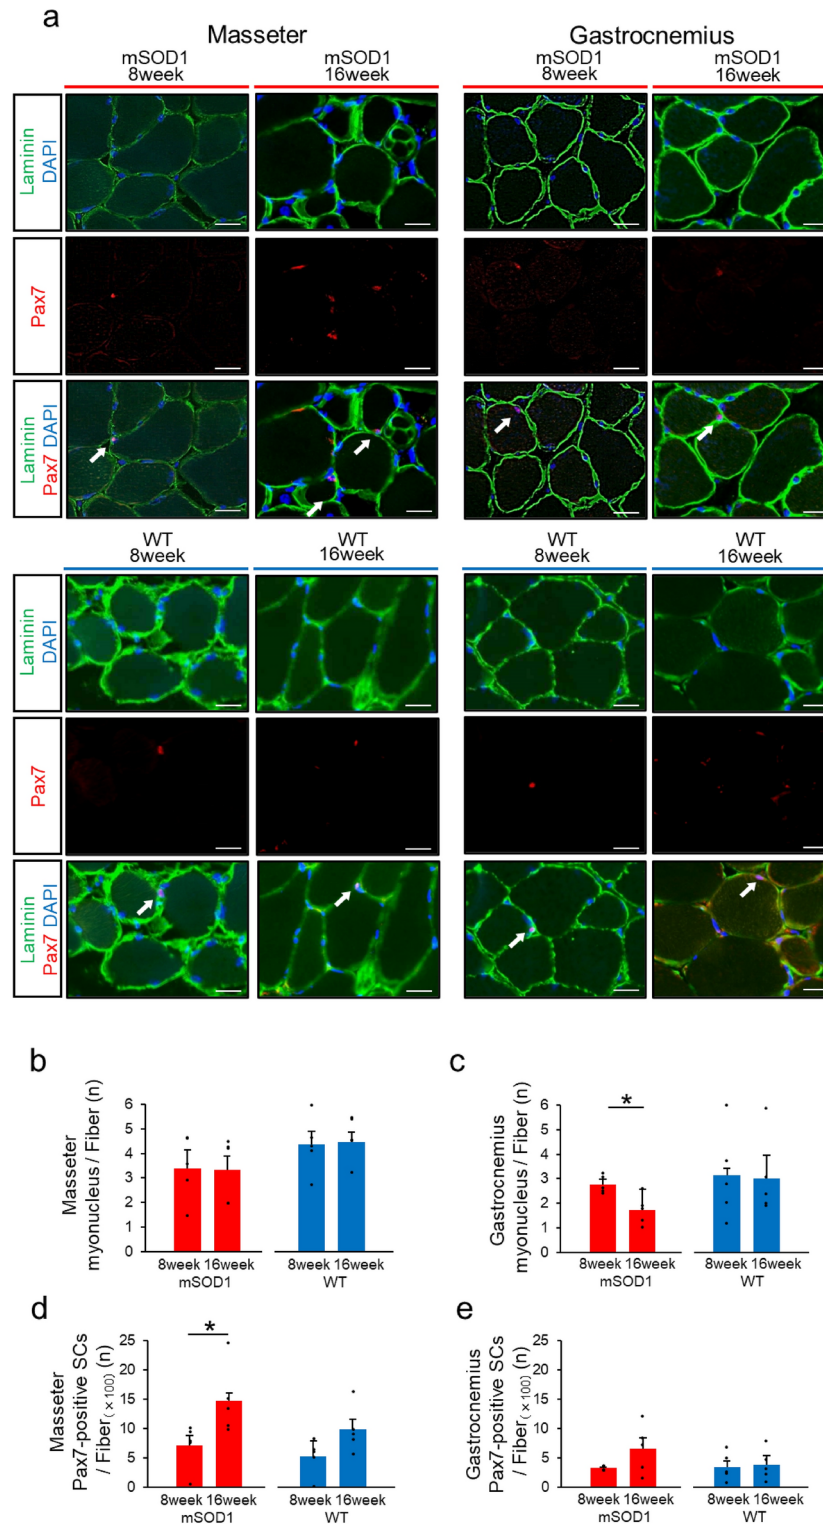 a
Masseter
Gastrocnemius
mSOD1
8week
mSOD1
16week
mSOD1
8week
mSOD1
16week
Laminin
DAPI
Pax7
Laminin
Pax7 DAPI
WT
8week
WT
16week
WT
8week
WT
16week
Laminin
DAPI
Pax7
Laminin
Pax7 DAPI
b
Masseter
myonucleus / Fiber (n)
6
5
4
3
2
1
0
8week 16week
mSOD1
8week 16week
WT
c
Gastrocnemius
myonucleus / Fiber (n)
6
5
4
3
2
1
0
*
8week 16week
mSOD1
8week 16week
WT
d
Masseter
Pax7-positive SCs
/ Fiber(×100) (n)
25
20
15
10
5
0
*
8week 16week
mSOD1
8week 16week
WT
e
Gastrocnemius
Pax7-positive SCs
/ Fiber(×100) (n)
25
20
15
10
5
0
8week 16week
mSOD1
8week 16week
WT